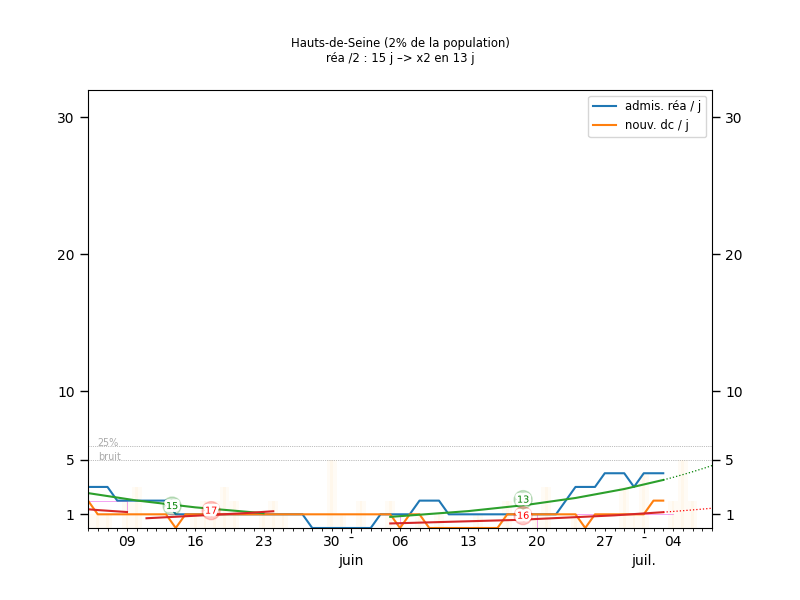 Hauts-de-Seine (2% de la population)
réa /2 : 15 j –> x2 en 13 j
admis. réa / j
nouv. dc / j
30 30
20 20
10 10
25%
bruit
5 5
15 17 13 16
1 1
09 16 23 30 - 06 13 20 27 - 04
juin juil.